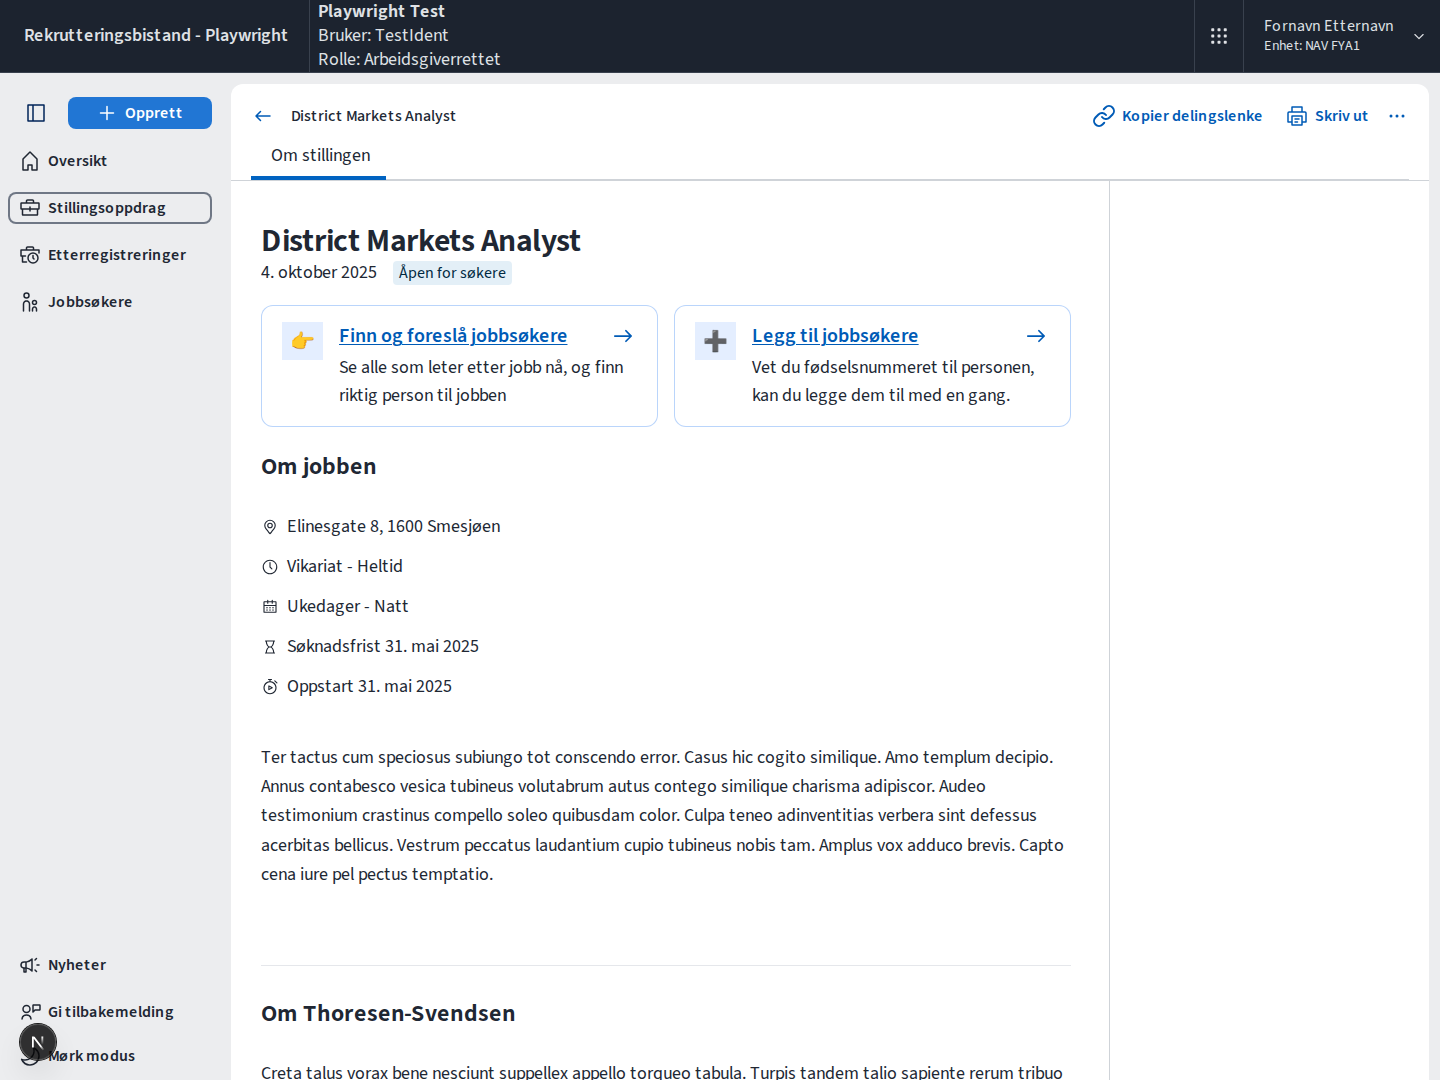 Rekrutteringsbistand - Playwright
Playwright Test
Bruker: TestIdent
Rolle: Arbeidsgiverrettet
Fornavn Etternavn
Enhet: NAV FYA1
Opprett
Oversikt
Stillingsoppdrag
Etterregistreringer
Jobbsøkere
Nyheter
Gi tilbakemelding
N
Mørk modus
District Markets Analyst
Kopier delingslenke
Skriv ut
Om stillingen
District Markets Analyst
4. oktober 2025
Åpen for søkere
Finn og foreslå jobbsøkere
Se alle som leter etter jobb nå, og finn
riktig person til jobben
Legg til jobbsøkere
Vet du fødselsnummeret til personen,
kan du legge dem til med en gang.
Om jobben
Elinesgate 8, 1600 Smesjøen
Vikariat - Heltid
Ukedager - Natt
Søknadsfrist 31. mai 2025
Oppstart 31. mai 2025
Ter tactus cum speciosus subiungo tot conscendo error. Casus hic cogito similique. Amo templum decipio.
Annus contabesco vesica tubineus volutabrum autus contego similique charisma adipiscor. Audeo
testimonium crastinus compello soleo quibusdam color. Culpa teneo adinventitias verbera sint defessus
acerbitas bellicus. Vestrum peccatus laudantium cupio tubineus nobis tam. Amplus vox adduco brevis. Capto
cena iure pel pectus temptatio.
Om Thoresen-Svendsen
Creta talus vorax bene nesciunt suppellex appello torqueo tabula. Turpis tandem talio sapiente rerum tribuo